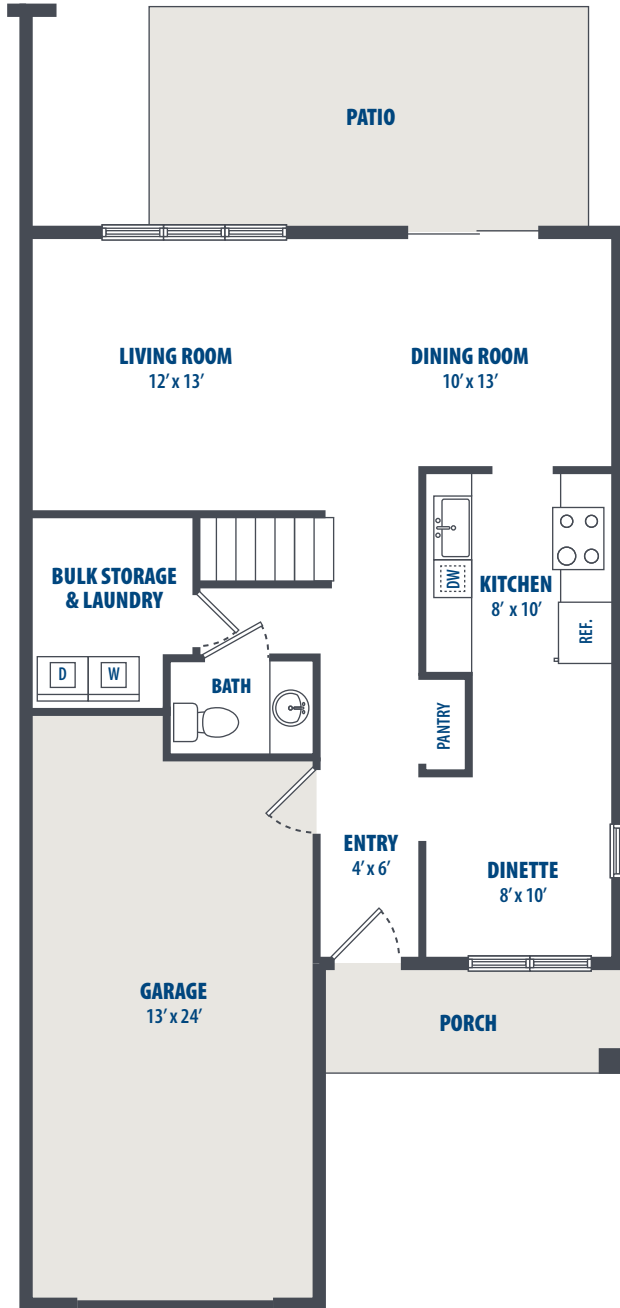 PATIO
LIVING ROOM
12’ x 13’
DINING ROOM
10’ x 13’
BULK STORAGE
& LAUNDRY
DW
KITCHEN
8’ x 10’
REF.
D
W
BATH
PANTRY
ENTRY
4’ x 6’
DINETTE
8’ x 10’
GARAGE
13’ x 24’
PORCH